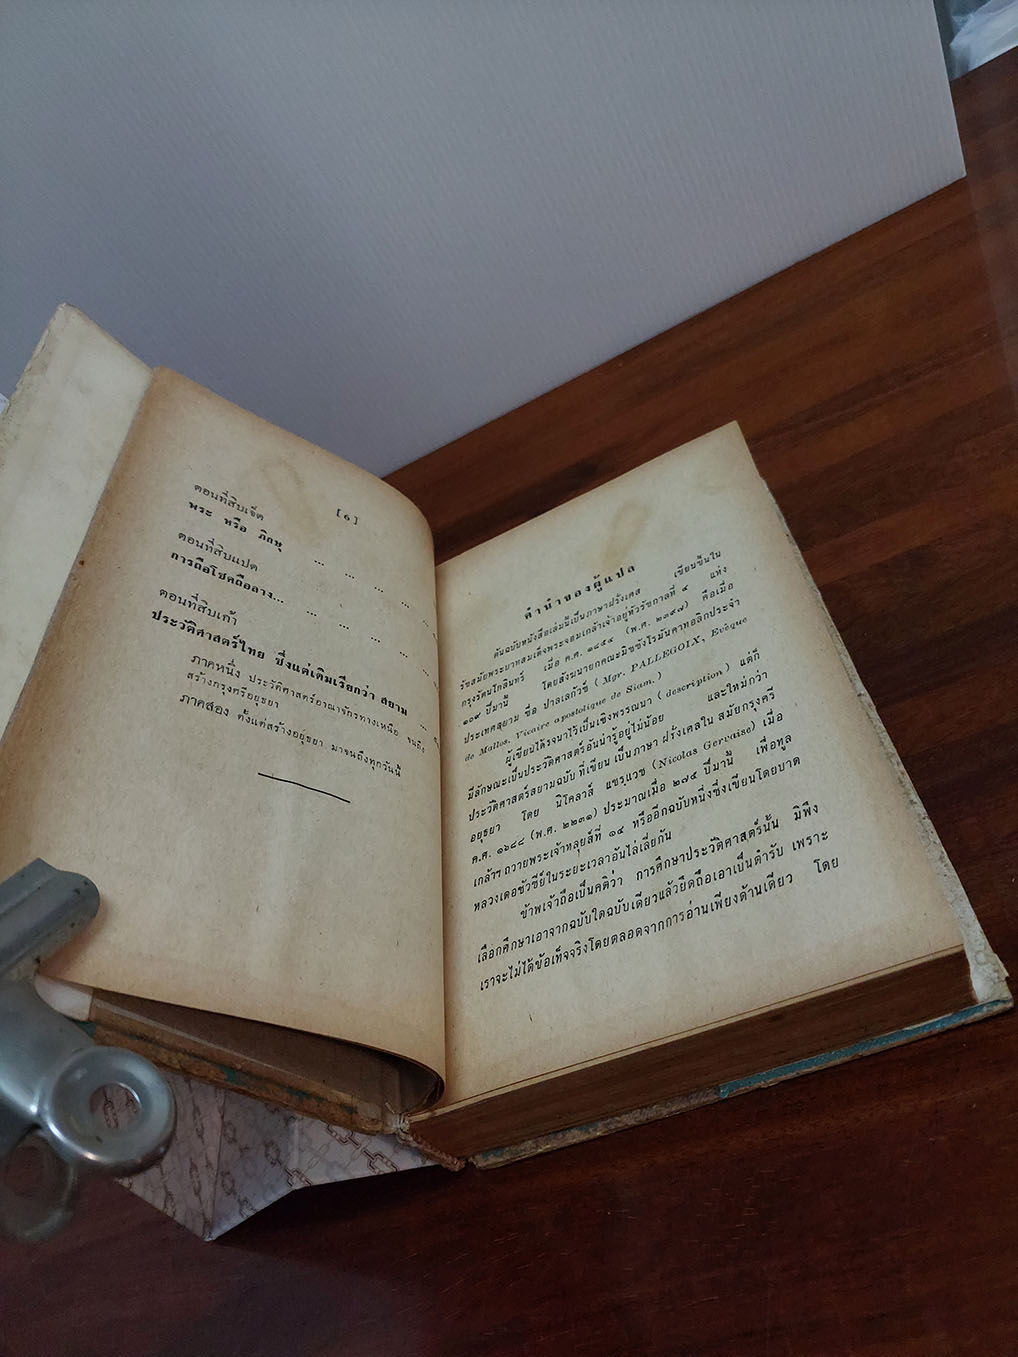 [6]
ตอนที่สิบเจ็ด
พระ หรือ ภิกษุ ... ... ...
ตอนที่สิบแปด
การถือโชคถือลาง... ... ... ...
ตอนที่สิบเก้า
ประวัติศาสตร์ไทย ซึ่งแต่เดิมเรียกว่า สยาม ...
ภาคหนึ่ง ประวัติศาสตร์อาณาจักรทางเหนือ จนถึง
สร้างกรุงศรีอยุธยา
ภาคสอง ตั้งแต่สร้างอยุธยา มาจนถึงทุกวันนี้
คำนำของผู้แปล
ต้นฉบับหนังสือเล่มนี้เป็นภาษาฝรั่งเศส เขียนขึ้นใน
รัชสมัยพระบาทสมเด็จพระจอมเกล้าเจ้าอยู่หัวรัชกาลที่ ๔ แห่ง
กรุงรัตนโกสินทร์ เมื่อ ค.ศ. ๑๘๕๔ (พ.ศ. ๒๓๙๗) คือเมื่อ
๑๐๙ ปีมานี้ โดยสังฆนายกคณะมิซซังโรมันคาทอลิกประจำ
ประเทศสยาม ชื่อ ปาลเลกัวซ์ (Mgr. PALLEGOIX, Evêque
de Mallos, Vicaire apostolique de Siam.)
ผู้เขียนได้รจนาไว้เป็นเชิงพรรณนา (description) แต่ก็
มีลักษณะเป็นประวัติศาสตร์อันน่ารู้อยู่ไม่น้อย และใหม่กว่า
ประวัติศาสตร์สยามฉบับ ที่เขียน เป็นภาษา ฝรั่งเศสใน สมัยกรุงศรี
อยุธยา โดย นิโคลาส์ แชรฺแวซ (Nicolas Gervaise) เมื่อ
ค.ศ. ๑๖๘๘ (พ.ศ. ๒๒๓๑) ประมาณเมื่อ ๒๗๕ ปีมานี้ เพื่อทูล
เกล้าฯ ถวายพระเจ้าหลุยส์ที่ ๑๔ หรืออีกฉบับหนึ่งซึ่งเขียนโดยบาด
หลวงเดอชัวซีย์ในระยะเวลาอันไล่เลี่ยกัน
ข้าพเจ้าถือเป็นคติว่า การศึกษาประวัติศาสตร์นั้น มิพึง
เลือกศึกษาเอาจากฉบับใดฉบับเดียวแล้วยึดถือเอาเป็นตำรับ เพราะ
เราจะไม่ได้ข้อเท็จจริงโดยตลอดจากการอ่านเพียงด้านเดียว โดย